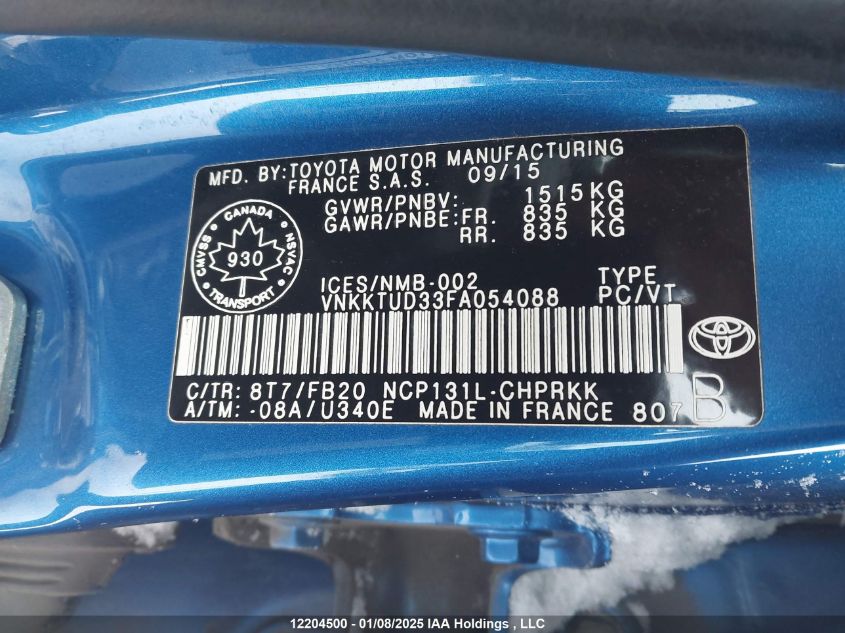 MFD. BY:TOYOTA MOTOR MANUFACTURING
FRANCE S.A.S. 09/15
GVWR/PNBV: 1515 KG
GAWR/PNBE: FR. 835 KG
RR. 835 KG
CANADA
CMVSS 930 NSVAC
TRANSPORT
ICES/NMB-002 TYPE
VNKKTUD33FA054088 PC/VT
C/TR: 8T7/FB20 NCP131L-CHPRKK
A/TM: -08A/U340E MADE IN FRANCE 807 B
12204500 - 01/08/2025 IAA Holdings , LLC